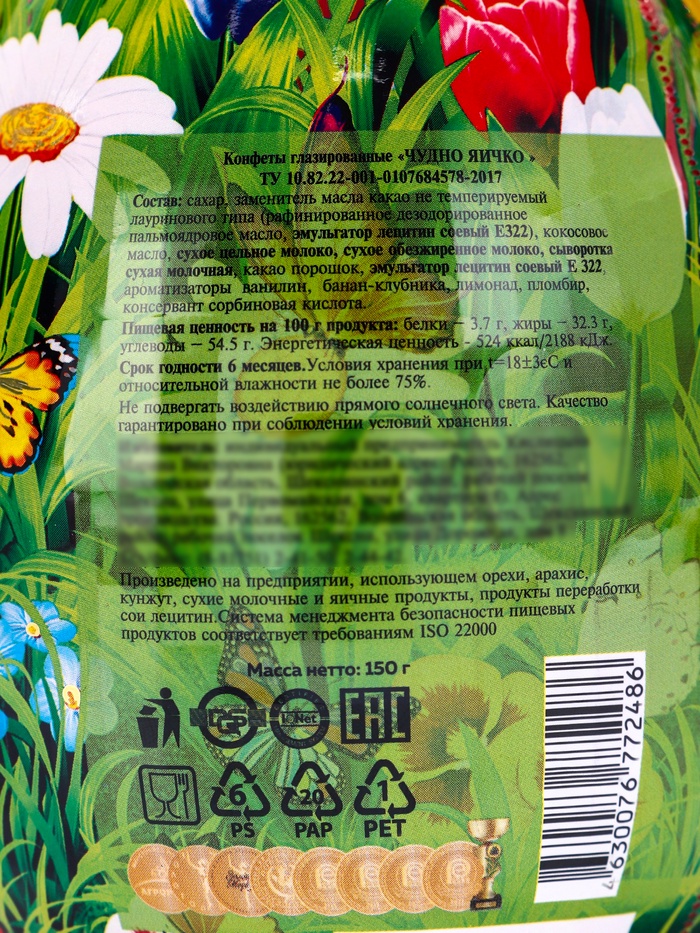 Конфеты глазированные «ЧУДНО ЯИЧКО »
ТУ 10.82.22-001-0107684578-2017
Состав: сахар, заменитель масла какао не темперируемый
лауринового типа (рафинированное дезодорированное
пальмоядровое масло, эмульгатор лецитин соевый Е322), кокосовое
масло, сухое цельное молоко, сухое обезжиренное молоко, сыворотка
сухая молочная, какао порошок, эмульгатор лецитин соевый Е 322,
ароматизаторы ванилин, банан-клубника, лимонад, пломбир,
консервант сорбиновая кислота.
Пищевая ценность на 100 г продукта: белки – 3.7 г, жиры – 32.3 г,
углеводы – 54.5 г. Энергетическая ценность - 524 ккал/2188 кДж.
Срок годности 6 месяцев.Условия хранения при t=18±3єС и
относительной влажности не более 75%.
Не подвергать воздействию прямого солнечного света. Качество
гарантировано при соблюдении условий хранения.
Произведено на предприятии, использующем орехи, арахис,
кунжут, сухие молочные и яичные продукты, продукты переработки
сои лецитин.Система менеджмента безопасности пищевых
продуктов соответствует требованиям ISO 22000
Масса нетто: 150 г
IQNet
EAC
6 20 1
PS PAP PET
4630076772486